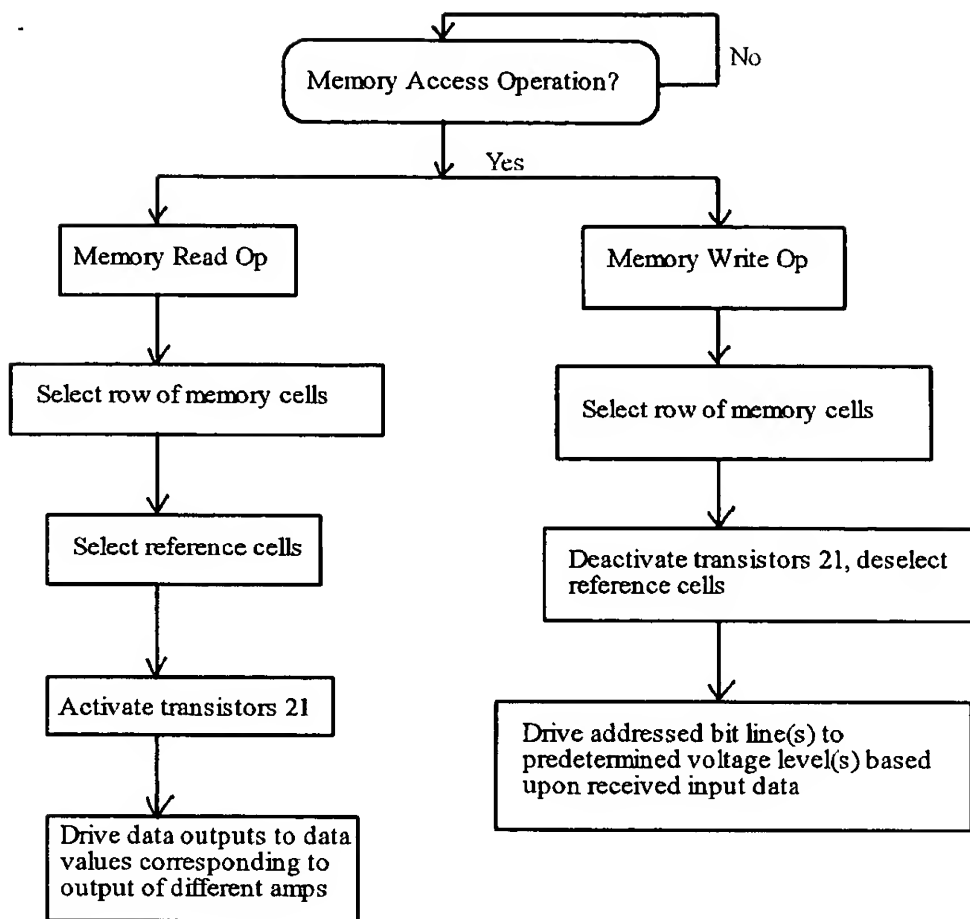 No
Memory Access Operation?
Yes
Memory Read Op
Memory Write Op
Select row of memory cells
Select row of memory cells
Select reference cells
Deactivate transistors 21, deselect
reference cells
Activate transistors 21
Drive addressed bit line(s) to
predetermined voltage level(s) based
upon received input data
Drive data outputs to data
values corresponding to
output of different amps